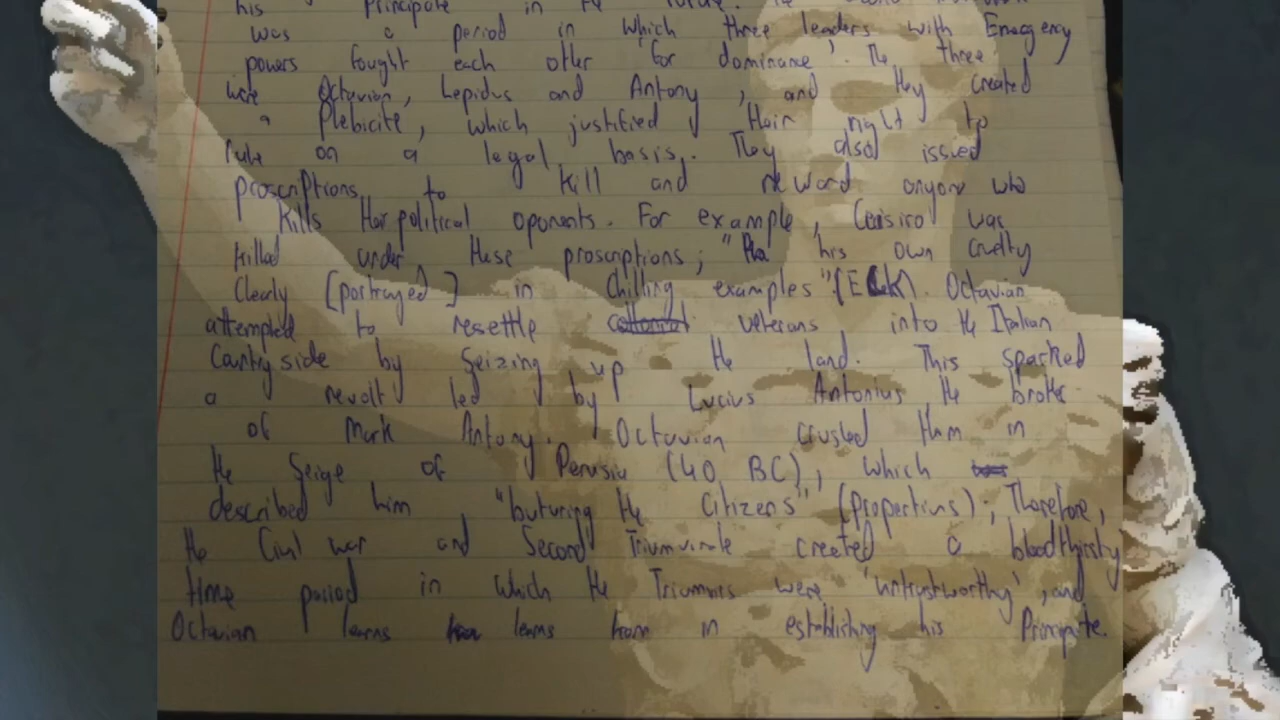 his Principate in the future. The
was a period in which three leaders with Emergency
powers fought each other 'for dominance'. The three
were Octavian, Lepidus and Antony, and they created
a Plebicite, which justified their right to
rule on a legal basis. They also issued
proscriptions to kill and reward anyone who
kills their political oponents. For example, was
killed under these proscriptions; " his own cruelty
Clearly [portrayed] in chilling examples" Octavian
attempted to resettle veterans into the Italian
Countryside by Seizing up the land. This sparked
a revolt led by Lucius Antonius the
of Mark Antony. Octavian crushed them in
the Seige of Perusia (40 BC), which
described him "buturing the Citizens" (Propertius); Therefore,
the Civil war and Second Triumvirate created a bloodthirsty
time period in which the Triumvirs were 'untrustworthy', and
Octavian learns learns from in establishing his Principate.